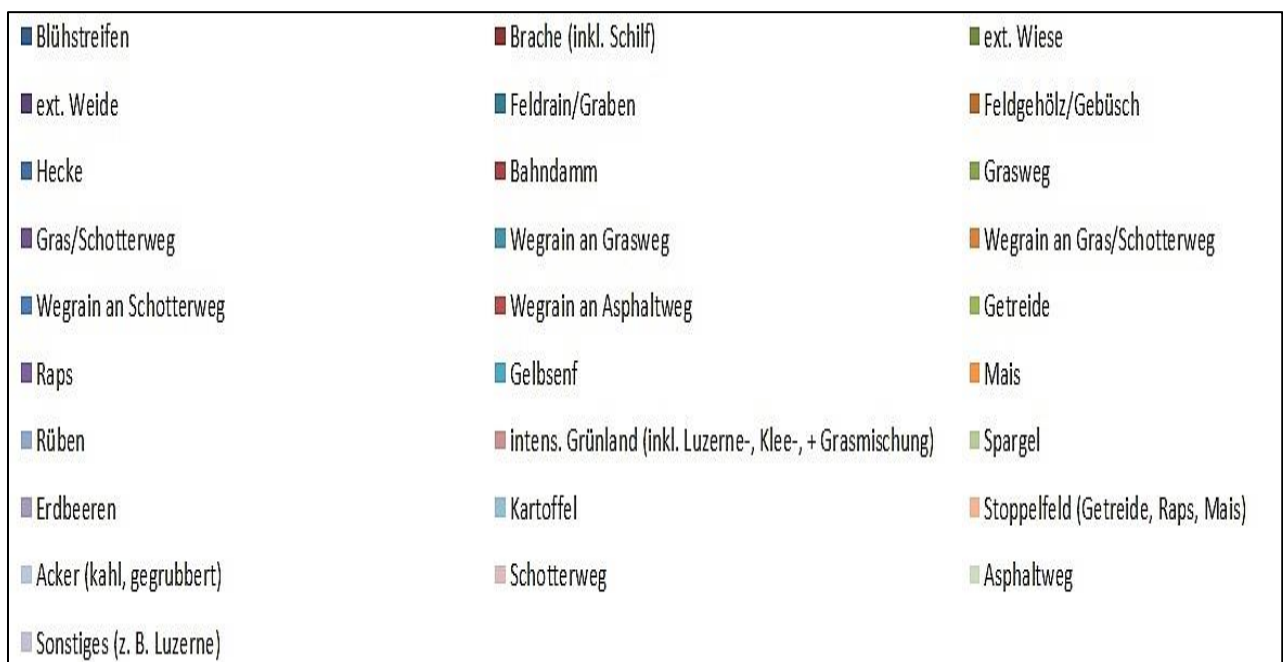 Blühstreifen Brache (inkl. Schilf) ext. Wiese
ext. Weide Feldrain/Graben Feldgehölz/Gebüsch
Hecke Bahndamm Grasweg
Gras/Schotterweg Wegrain an Grasweg Wegrain an Gras/Schotterweg
Wegrain an Schotterweg Wegrain an Asphaltweg Getreide
Raps Gelbsenf Mais
Rüben intens. Grünland (inkl. Luzerne-, Klee-, + Grasmischung) Spargel
Erdbeeren Kartoffel Stoppelfeld (Getreide, Raps, Mais)
Acker (kahl, gegrubbert) Schotterweg Asphaltweg
Sonstiges (z. B. Luzerne)